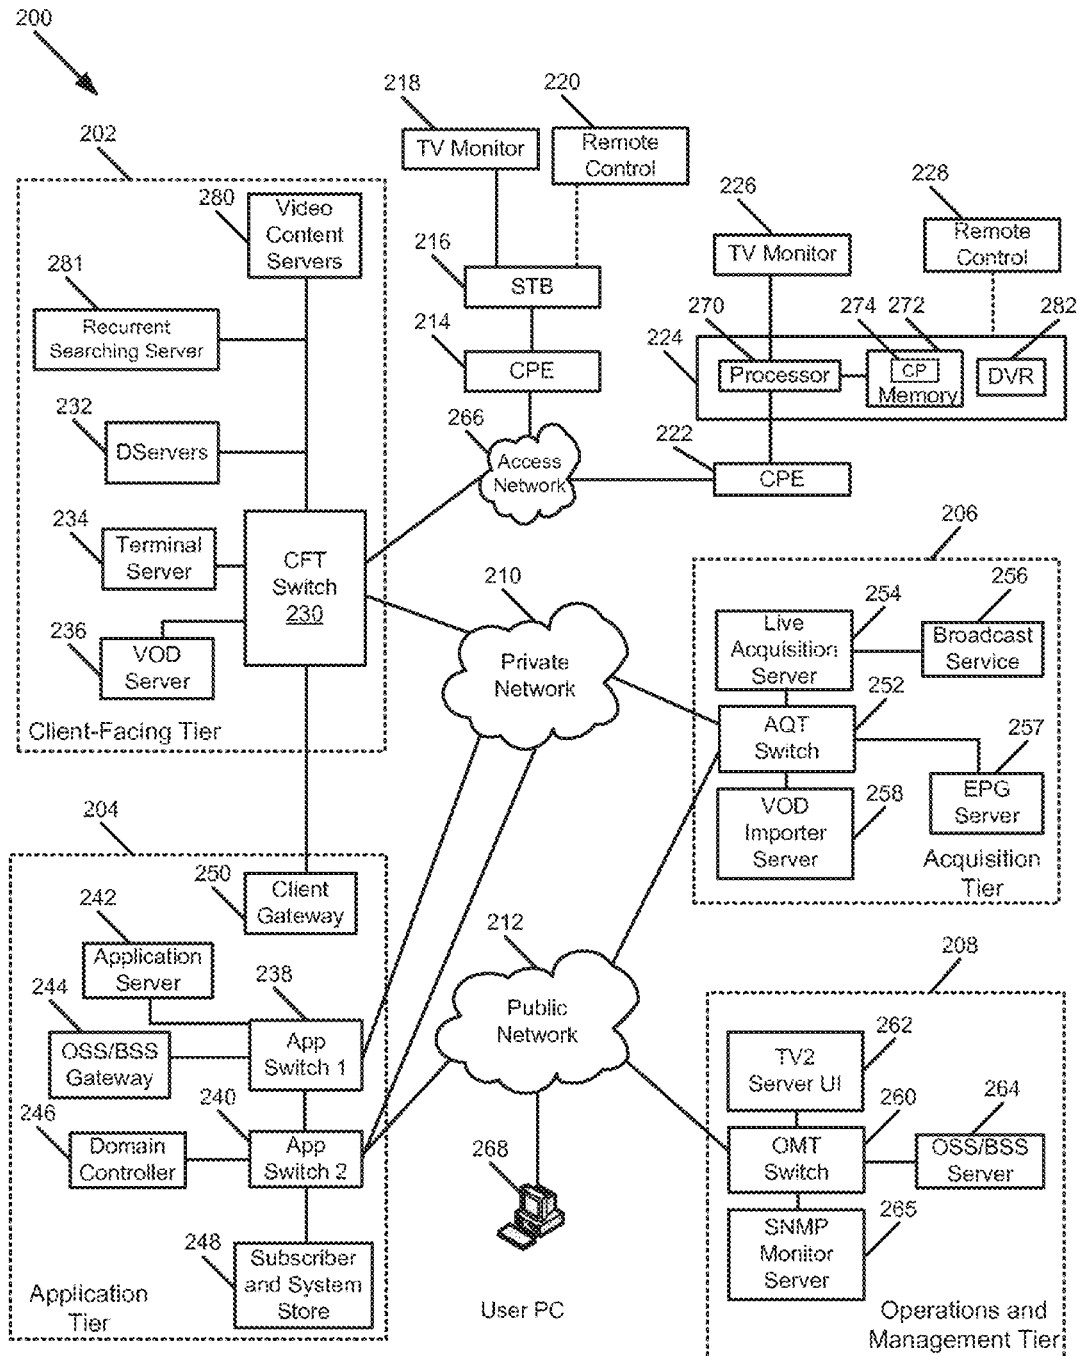 200
202
218
220
TV Monitor
Remote
Control
226
228
TV Monitor
Remote
Control
280
Video
Content
Servers
281
Recurrent
Searching Server
216
STB
214
CPE
270
274
272
282
224
Processor
CP
Memory
DVR
232
DServers
266
Access
Network
222
CPE
234
Terminal
Server
CFT
Switch
230
236
VOD
Server
Client-Facing Tier
210
Private
Network
206
254
256
Live
Acquisition
Server
Broadcast
Service
252
AQT
Switch
257
EPG
Server
258
VOD
Importer
Server
Acquisition
Tier
204
250
Client
Gateway
242
Application
Server
244
OSS/BSS
Gateway
238
App
Switch 1
246
Domain
Controller
240
App
Switch 2
248
Subscriber
and System
Store
Application
Tier
212
Public
Network
268
User PC
208
262
TV2
Server UI
260
264
OMT
Switch
OSS/BSS
Server
265
SNMP
Monitor
Server
Operations and
Management Tier